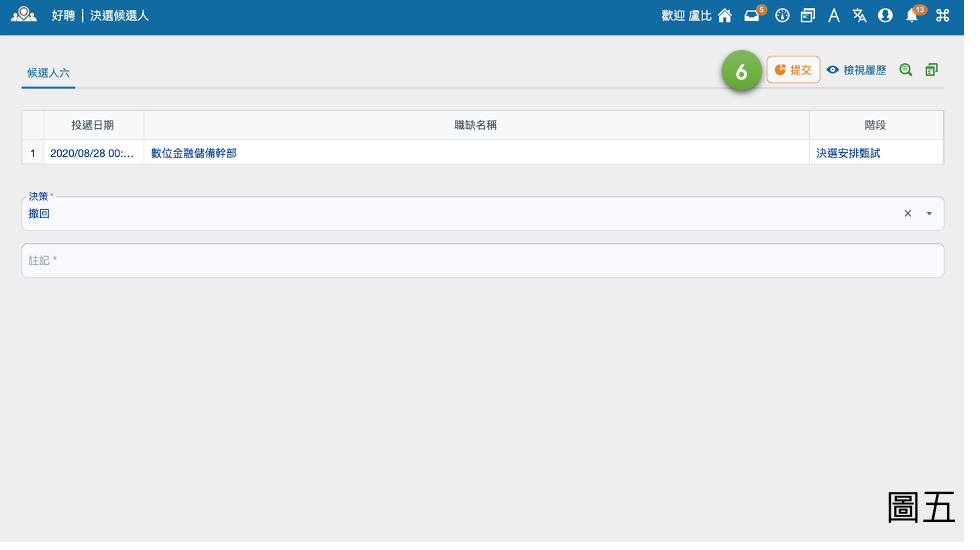 好聘 | 決選候選人
歡迎 盧比
5
13
候選人六
6
提交
檢視履歷
投遞日期
職缺名稱
階段
1
2020/08/28 00:...
數位金融儲備幹部
決選安排甄試
決策 *
撤回
註記 *
圖五